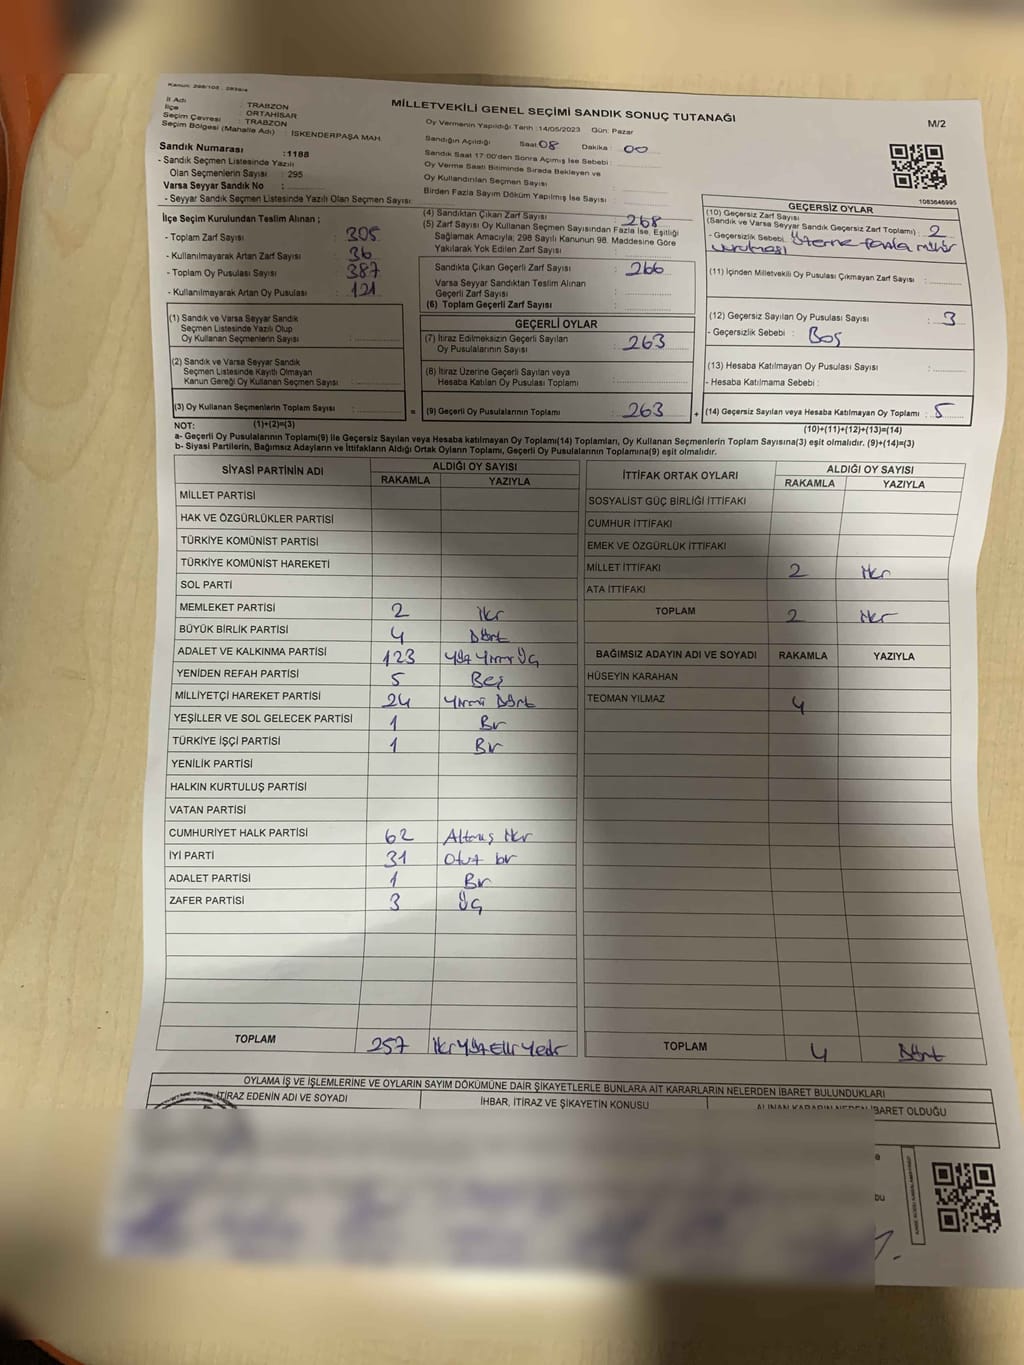 Kanun: 298/105
İl Adı : TRABZON
İlçe : ORTAHİSAR
Seçim Çevresi : TRABZON
Seçim Bölgesi (Mahalle Adı) : İSKENDERPAŞA MAH.
MİLLETVEKİLİ GENEL SEÇİMİ SANDIK SONUÇ TUTANAĞI
M/2
Oy Vermenin Yapıldığı Tarih :14/05/2023 Gün: Pazar
Sandığın Açıldığı Saat: 08 Dakika : 00
Sandık Saat 17:00'den Sonra Açımış İse Sebebi :
Oy Verme Saati Bitiminde Sırada Bekleyen ve
Oy Kullandırılan Seçmen Sayısı :
Birden Fazla Sayım Döküm Yapılmış İse Sayısı :
Sandık Numarası :1188
- Sandık Seçmen Listesinde Yazılı
Olan Seçmenlerin Sayısı : 295
Varsa Seyyar Sandık No :
- Seyyar Sandık Seçmen Listesinde Yazılı Olan Seçmen Sayısı:
1083646995
İlçe Seçim Kurulundan Teslim Alınan ;
- Toplam Zarf Sayısı : 305
- Kullanılmayarak Artan Zarf Sayısı : 36
- Toplam Oy Pusulası Sayısı : 387
- Kullanılmayarak Artan Oy Pusulası : 121
(1) Sandık ve Varsa Seyyar Sandık
Seçmen Listesinde Yazılı Olup
Oy Kullanan Seçmenlerin Sayısı :
(2) Sandık ve Varsa Seyyar Sandık
Seçmen Listesinde Kayıtlı Olmayan
Kanun Gereği Oy Kullanan Seçmen Sayısı :
(3) Oy Kullanan Seçmenlerin Toplam Sayısı :
(1)+(2)=(3)
(4) Sandıktan Çıkan Zarf Sayısı : 268
(5) Zarf Sayısı Oy Kullanan Seçmen Sayısından Fazla İse, Eşitliği
Sağlamak Amacıyla; 298 Sayılı Kanunun 98. Maddesine Göre
Yakılarak Yok Edilen Zarf Sayısı :
Sandıkta Çıkan Geçerli Zarf Sayısı : 266
Varsa Seyyar Sandıktan Teslim Alınan
Geçerli Zarf Sayısı :
(6) Toplam Geçerli Zarf Sayısı :
GEÇERLİ OYLAR
(7) İtiraz Edilmeksizin Geçerli Sayılan
Oy Pusulalarının Sayısı : 263
(8) İtiraz Üzerine Geçerli Sayılan veya
Hesaba Katılan Oy Pusulası Toplamı :
= (9) Geçerli Oy Pusulalarının Toplamı : 263 +
GEÇERSİZ OYLAR
(10) Geçersiz Zarf Sayısı
(Sandık ve Varsa Seyyar Sandık Geçersiz Zarf Toplamı) : 2
- Geçersizlik Sebebi: Üzerine fazla mühür
vurulması
(11) İçinden Milletvekili Oy Pusulası Çıkmayan Zarf Sayısı :
(12) Geçersiz Sayılan Oy Pusulası Sayısı : 3
- Geçersizlik Sebebi : Boş
(13) Hesaba Katılmayan Oy Pusulası Sayısı :
- Hesaba Katılmama Sebebi :
(14) Geçersiz Sayılan veya Hesaba Katılmayan Oy Toplamı : 5
(10)+(11)+(12)+(13)=(14)
NOT:
a- Geçerli Oy Pusulalarının Toplamı(9) ile Geçersiz Sayılan veya Hesaba katılmayan Oy Toplamı(14) Toplamları, Oy Kullanan Seçmenlerin Toplam Sayısına(3) eşit olmalıdır. (9)+(14)=(3)
b- Siyasi Partilerin, Bağımsız Adayların ve İttifakların Aldığı Ortak Oyların Toplamı, Geçerli Oy Pusulalarının Toplamına(9) eşit olmalıdır.
SİYASİ PARTİNİN ADI ALDIĞI OY SAYISI
RAKAMLA YAZIYLA
MİLLET PARTİSİ
HAK VE ÖZGÜRLÜKLER PARTİSİ
TÜRKİYE KOMÜNİST PARTİSİ
TÜRKİYE KOMÜNİST HAREKETİ
SOL PARTİ
MEMLEKET PARTİSİ 2 iki
BÜYÜK BİRLİK PARTİSİ 4 Dört
ADALET VE KALKINMA PARTİSİ 123 Yüz Yirmi Üç
YENİDEN REFAH PARTİSİ 5 Beş
MİLLİYETÇİ HAREKET PARTİSİ 24 Yirmi Dört
YEŞİLLER VE SOL GELECEK PARTİSİ 1 Bir
TÜRKİYE İŞÇİ PARTİSİ 1 Bir
YENİLİK PARTİSİ
HALKIN KURTULUŞ PARTİSİ
VATAN PARTİSİ
CUMHURİYET HALK PARTİSİ 62 Altmış iki
İYİ PARTİ 31 Otuz bir
ADALET PARTİSİ 1 Bir
ZAFER PARTİSİ 3 Üç
TOPLAM 257 iki Yüz Elli Yedi
İTTİFAK ORTAK OYLARI ALDIĞI OY SAYISI
RAKAMLA YAZIYLA
SOSYALİST GÜÇ BİRLİĞİ İTTİFAKI
CUMHUR İTTİFAKI
EMEK VE ÖZGÜRLÜK İTTİFAKI
MİLLET İTTİFAKI 2 iki
ATA İTTİFAKI
TOPLAM 2 iki
BAĞIMSIZ ADAYIN ADI VE SOYADI RAKAMLA YAZIYLA
HÜSEYİN KARAHAN
TEOMAN YILMAZ 4
TOPLAM 4 Dört
OYLAMA İŞ VE İŞLEMLERİNE VE OYLARIN SAYIM DÖKÜMÜNE DAİR ŞİKAYETLERLE BUNLARA AİT KARARLARIN NELERDEN İBARET BULUNDUKLARI
İTİRAZ EDENİN ADI VE SOYADI
İHBAR, İTİRAZ VE ŞİKAYETİN KONUSU
ALINAN KARARIN NEDEN İBARET OLDUĞU